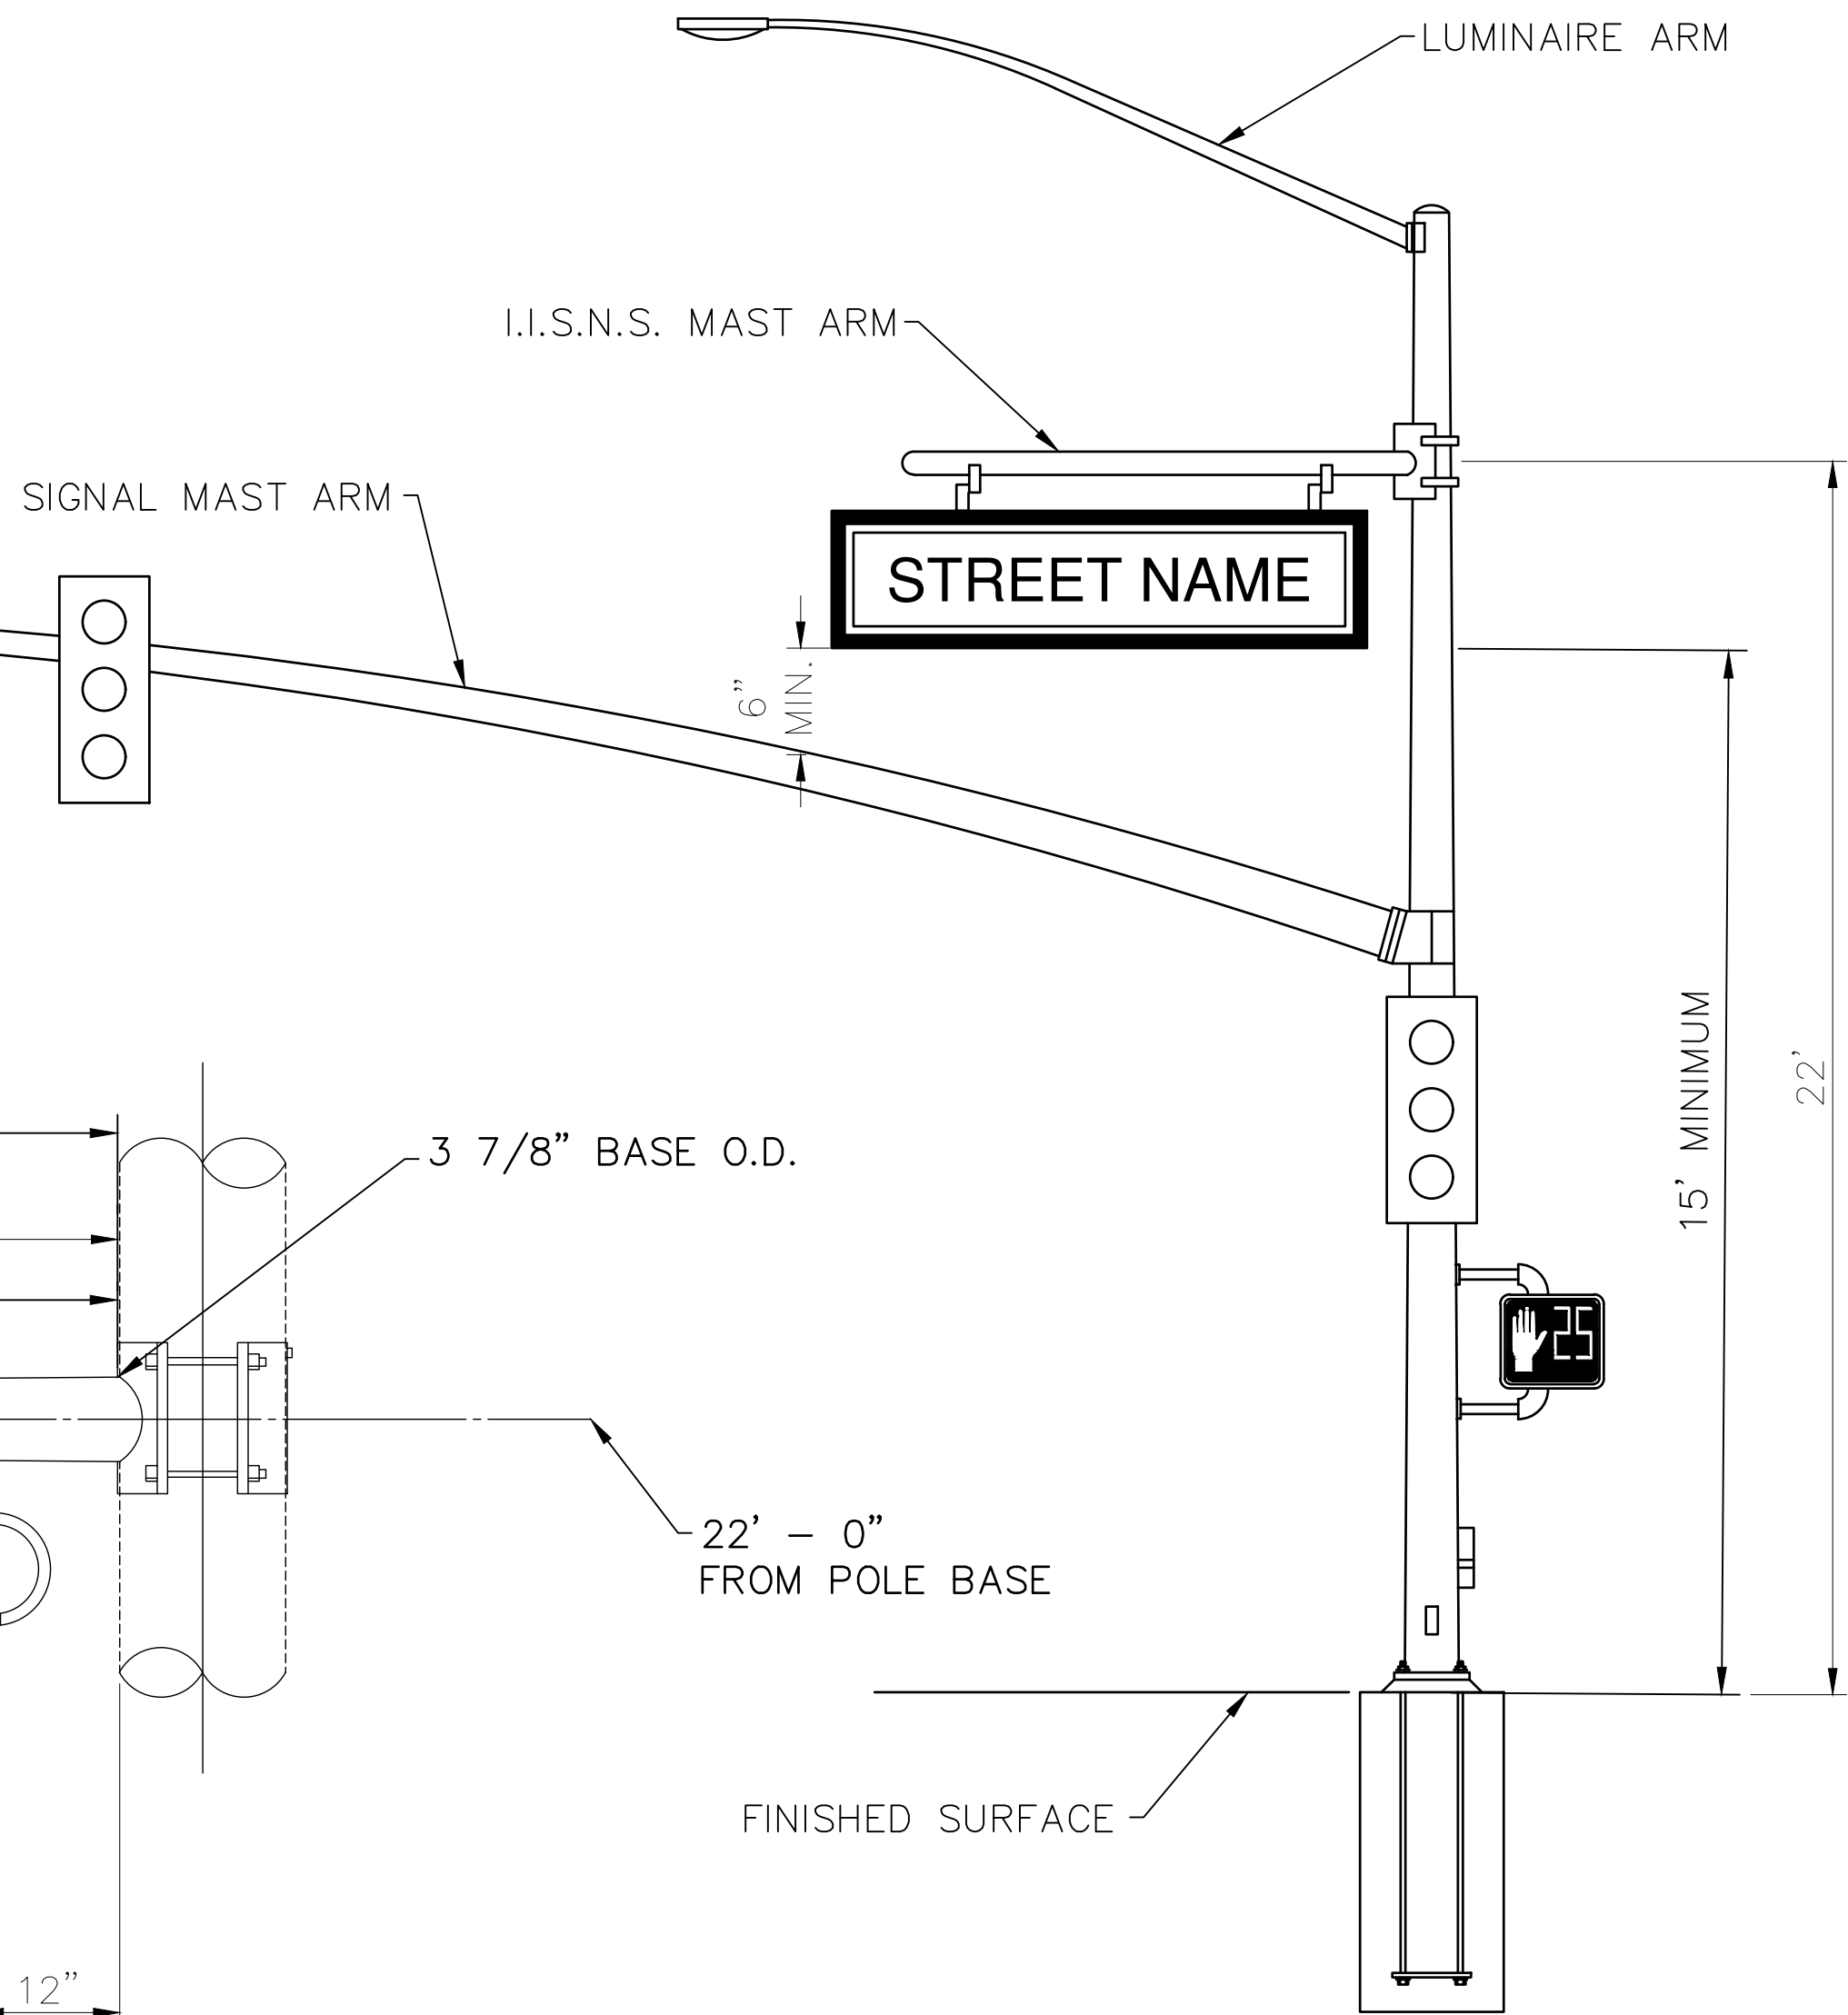 LUMINAIRE ARM
I.I.S.N.S. MAST ARM
SIGNAL MAST ARM
STREET NAME
6"
MIN.
15' MINIMUM
22'
3 7/8" BASE O.D.
22' - 0"
FROM POLE BASE
FINISHED SURFACE
12"